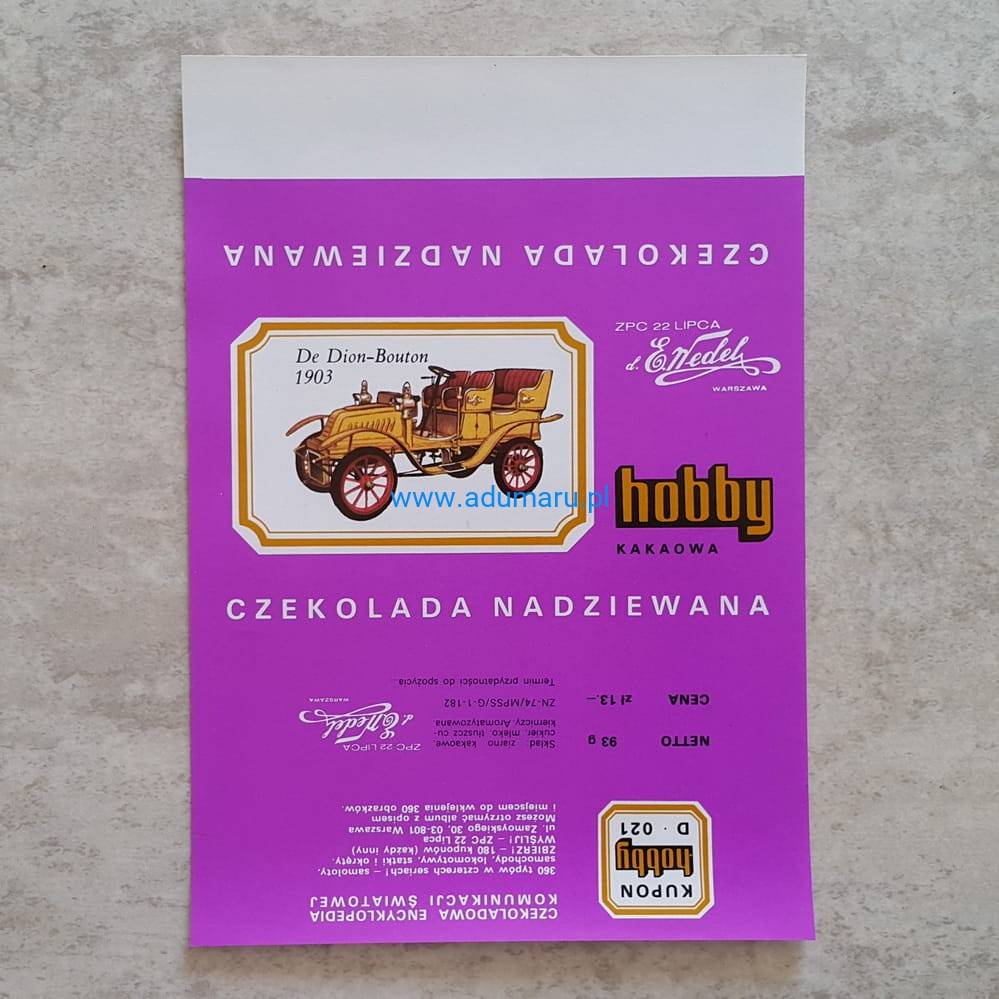 CZEKOLADA NADZIEWANA
De Dion-Bouton
1903
ZPC 22 LIPCA
d. E. Wedel
WARSZAWA
hobby
KAKAOWA
www.adumaru.pl
CZEKOLADA NADZIEWANA
KUPON
hobby
D · 021
CZEKOLADOWA ENCYKLOPEDIA
KOMUNIKACJI ŚWIATOWEJ
360 typów w czterech seriach! – samoloty,
samochody, lokomotywy, statki i okręty.
ZBIERZ! – 180 kuponów (każdy inny)
WYŚLIJ! – ZPC 22 Lipca
ul. Zamoyskiego 30, 03-801 Warszawa
Możesz otrzymać album z opisem
i miejscem do wklejenia 360 obrazków.
NETTO 93 g
CENA zł 13.—
Skład: ziarno kakaowe,
cukier, mleko, tłuszcz cu-
kierniczy. Aromatyzowana.
ZN-74/MPSS/G-1-182
Termin przydatności do spożycia...
ZPC 22 LIPCA
d. E. Wedel
WARSZAWA